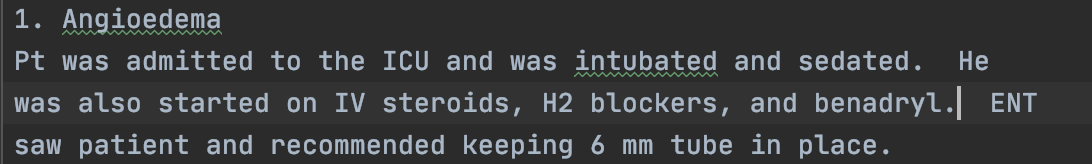 1. Angioedema
Pt was admitted to the ICU and was intubated and sedated.  He
was also started on IV steroids, H2 blockers, and benadryl.  ENT
saw patient and recommended keeping 6 mm tube in place.